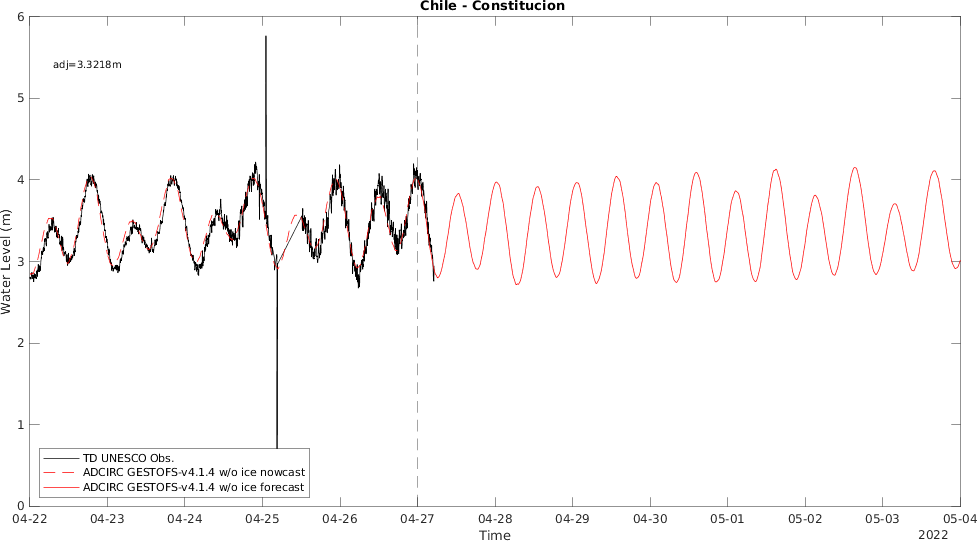 Chile - Constitucion
6
adj=3.3218m
5
4
3
2
1
0
Water Level (m)
TD UNESCO Obs.
ADCIRC GESTOFS-v4.1.4 w/o ice nowcast
ADCIRC GESTOFS-v4.1.4 w/o ice forecast
04-22 04-23 04-24 04-25 04-26 04-27 04-28 04-29 04-30 05-01 05-02 05-03 05-04
Time
2022